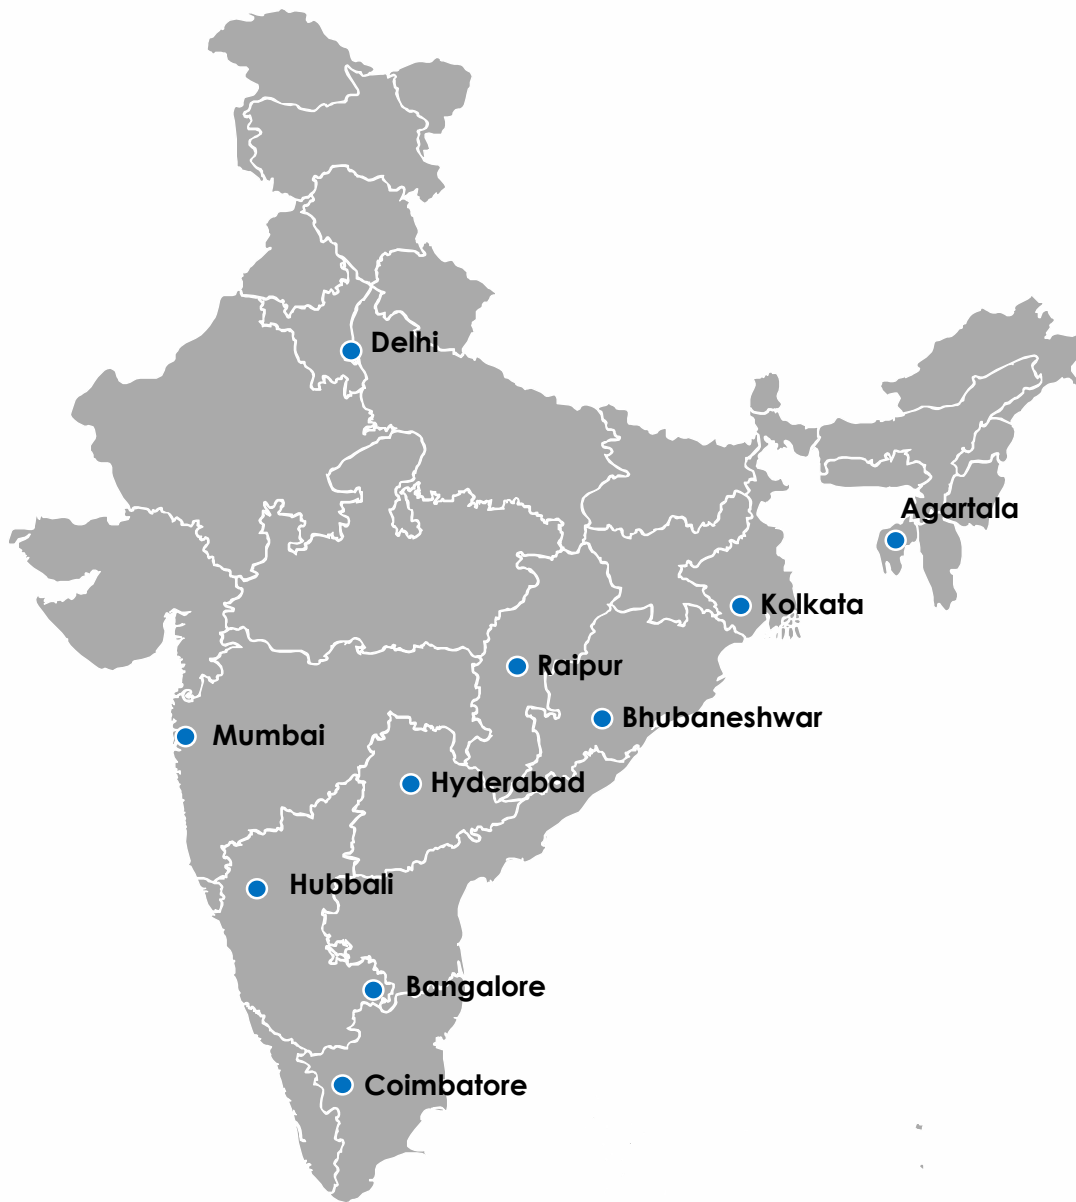 Delhi
Agartala
Kolkata
Raipur
Bhubaneshwar
Mumbai
Hyderabad
Hubbali
Bangalore
Coimbatore